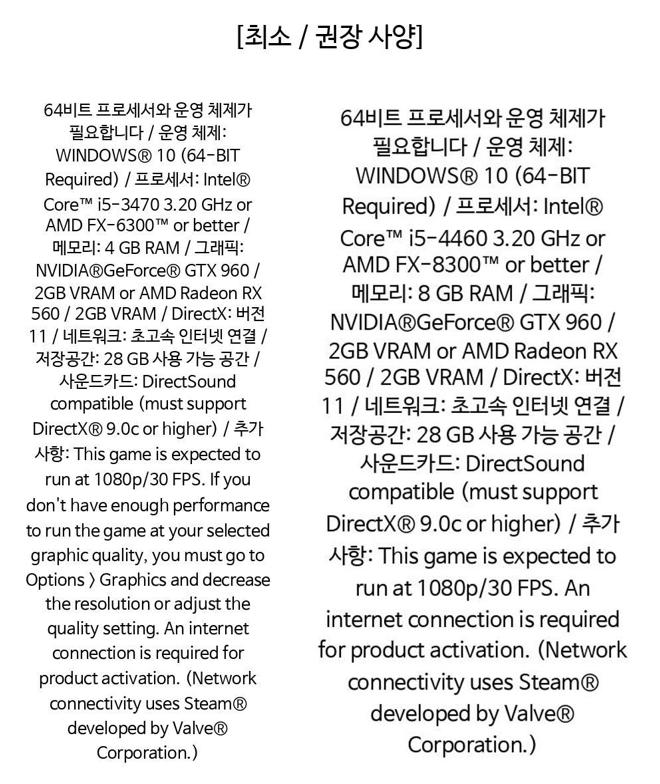 [최소 / 권장 사양]
64비트 프로세서와 운영 체제가
필요합니다 / 운영 체제:
WINDOWS® 10 (64-BIT
Required) / 프로세서: Intel®
Core™ i5-3470 3.20 GHz or
AMD FX-6300™ or better /
메모리: 4 GB RAM / 그래픽:
NVIDIA®GeForce® GTX 960 /
2GB VRAM or AMD Radeon RX
560 / 2GB VRAM / DirectX: 버전
11 / 네트워크: 초고속 인터넷 연결 /
저장공간: 28 GB 사용 가능 공간 /
사운드카드: DirectSound
compatible (must support
DirectX® 9.0c or higher) / 추가
사항: This game is expected to
run at 1080p/30 FPS. If you
don't have enough performance
to run the game at your selected
graphic quality, you must go to
Options > Graphics and decrease
the resolution or adjust the
quality setting. An internet
connection is required for
product activation. (Network
connectivity uses Steam®
developed by Valve®
Corporation.)
64비트 프로세서와 운영 체제가
필요합니다 / 운영 체제:
WINDOWS® 10 (64-BIT
Required) / 프로세서: Intel®
Core™ i5-4460 3.20 GHz or
AMD FX-8300™ or better /
메모리: 8 GB RAM / 그래픽:
NVIDIA®GeForce® GTX 960 /
2GB VRAM or AMD Radeon RX
560 / 2GB VRAM / DirectX: 버전
11 / 네트워크: 초고속 인터넷 연결 /
저장공간: 28 GB 사용 가능 공간 /
사운드카드: DirectSound
compatible (must support
DirectX® 9.0c or higher) / 추가
사항: This game is expected to
run at 1080p/30 FPS. An
internet connection is required
for product activation. (Network
connectivity uses Steam®
developed by Valve®
Corporation.)